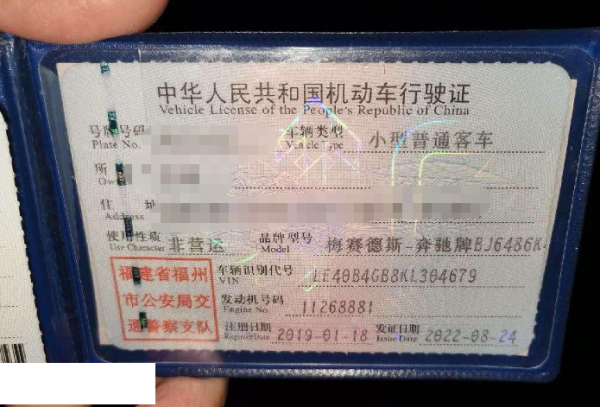 中华人民共和国机动车行驶证
Vehicle License of the People's Republic of China
号牌号码 车辆类型 小型普通客车
Plate No. Vehicle Type
所
Owner
住 址
Address
使用性质 非营运 品牌型号 梅赛德斯-奔驰牌BJ6486K
Use Character Model
福建省福州市公安局交通警察支队
车辆识别代号 LE40B4GB8KL304679
VIN
发动机号码 11268881
Engine No.
注册日期 2019-01-18 发证日期 2022-08-24
Register Date Issue Date